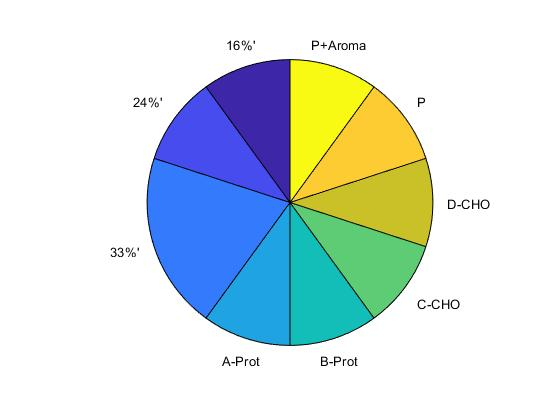 16%'
P+Aroma
24%'
P
D-CHO
33%'
C-CHO
A-Prot
B-Prot